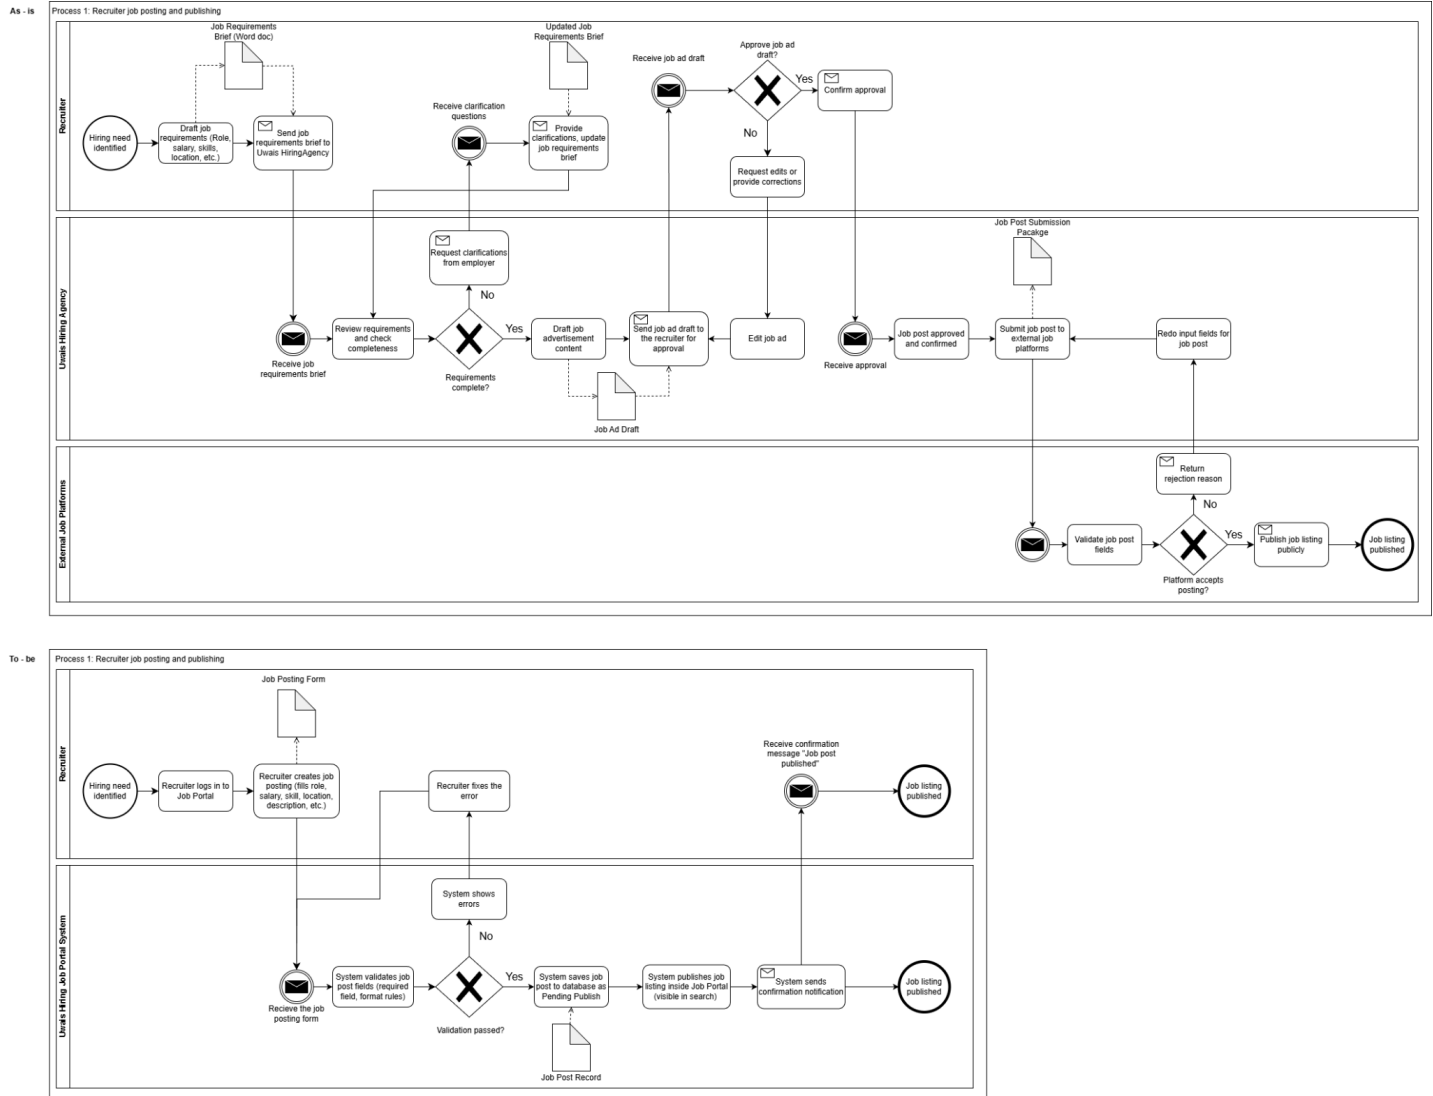 As - is
Process 1: Recruiter job posting and publishing
Recruiter
Job Requirements
Brief (Word doc)
Updated Job
Requirements Brief
Approve job ad
draft?
Receive job ad draft
Yes
Confirm approval
Receive clarification
questions
Hiring need
identified
Draft job
requirements (Role,
salary, skills,
location, etc.)
Send job
requirements brief to
Uwais HiringAgency
Provide
clarifications, update
job requirements
brief
No
Request edits or
provide corrections
Uwais Hiring Agency
Job Post Submission
Pacakge
Request clarifications
from employer
No
Receive job
requirements brief
Review requirements
and check
completeness
Requirements
complete?
Yes
Draft job
advertisement
content
Send job ad draft to
the recruiter for
approval
Edit job ad
Receive approval
Job post approved
and confirmed
Submit job post to
external job
platforms
Redo input fields for
job post
Job Ad Draft
External Job Platforms
Return
rejection reason
No
Validate job post
fields
Yes
Platform accepts
posting?
Publish job listing
publicly
Job listing
published
To - be
Process 1: Recruiter job posting and publishing
Recruiter
Job Posting Form
Receive confirmation
message "Job post
published"
Hiring need
identified
Recruiter logs in to
Job Portal
Recruiter creates job
posting (fills role,
salary, skill, location,
description, etc.)
Recruiter fixes the
error
Job listing
published
Uwais Hiring Job Portal System
System shows
errors
No
Recieve the job
posting form
System validates job
post fields (required
field, format rules)
Validation passed?
Yes
System saves job
post to database as
Pending Publish
System publishes job
listing inside Job Portal
(visible in search)
System sends
confirmation notification
Job listing
published
Job Post Record